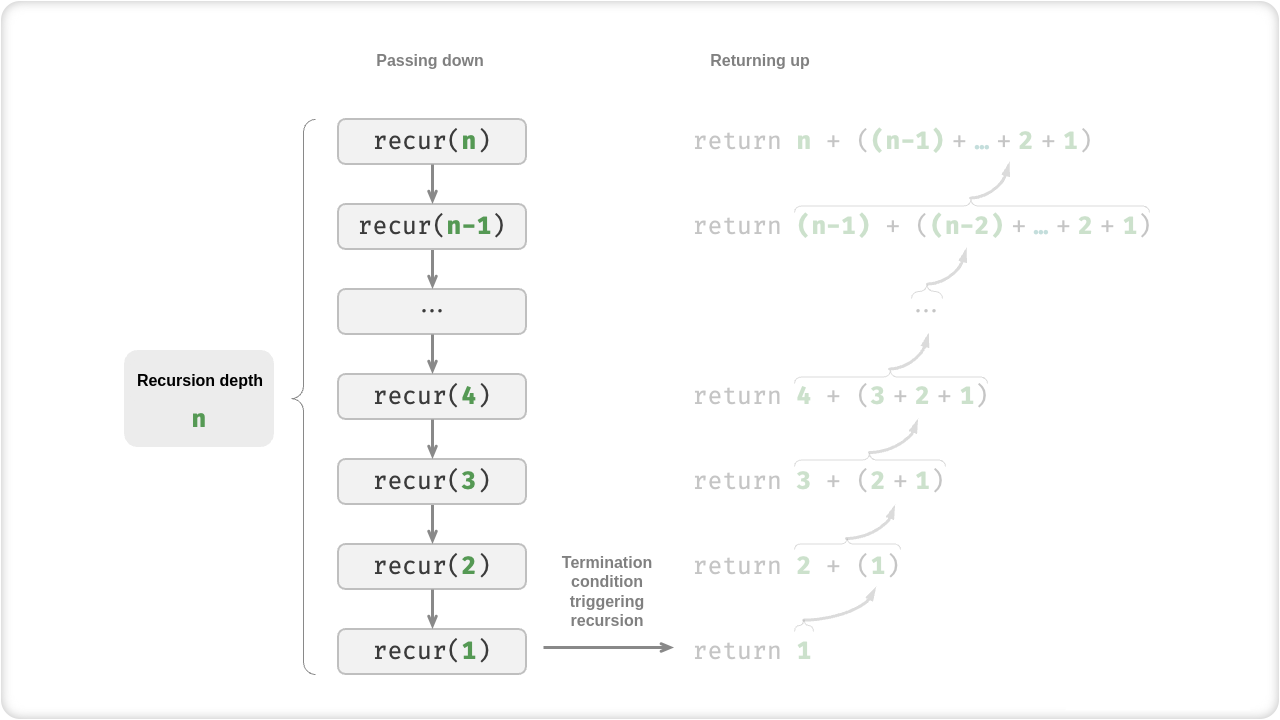 Passing down
Returning up
recur(n)
return n + ((n-1) + … + 2 + 1)
recur(n-1)
return (n-1) + ((n-2) + … + 2 + 1)
…
…
Recursion depth
n
recur(4)
return 4 + (3 + 2 + 1)
recur(3)
return 3 + (2 + 1)
recur(2)
return 2 + (1)
Termination
condition
triggering
recursion
recur(1)
return 1